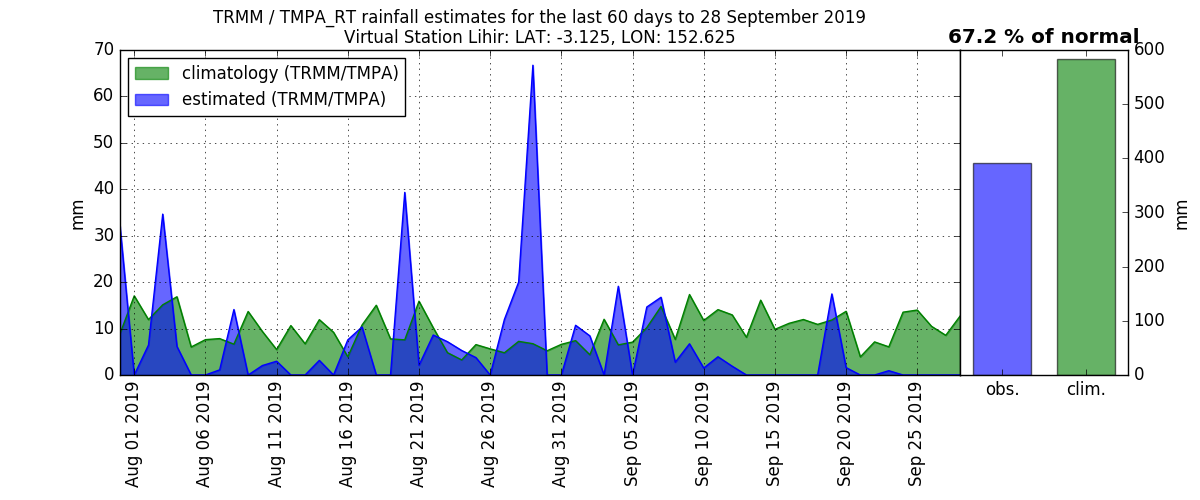 TRMM / TMPA_RT rainfall estimates for the last 60 days to 28 September 2019
Virtual Station Lihir: LAT: -3.125, LON: 152.625
67.2 % of normal
climatology (TRMM/TMPA)
estimated (TRMM/TMPA)
mm
70
60
50
40
30
20
10
0
Aug 01 2019
Aug 06 2019
Aug 11 2019
Aug 16 2019
Aug 21 2019
Aug 26 2019
Aug 31 2019
Sep 05 2019
Sep 10 2019
Sep 15 2019
Sep 20 2019
Sep 25 2019
obs.
clim.
600
500
400
300
200
100
0
mm